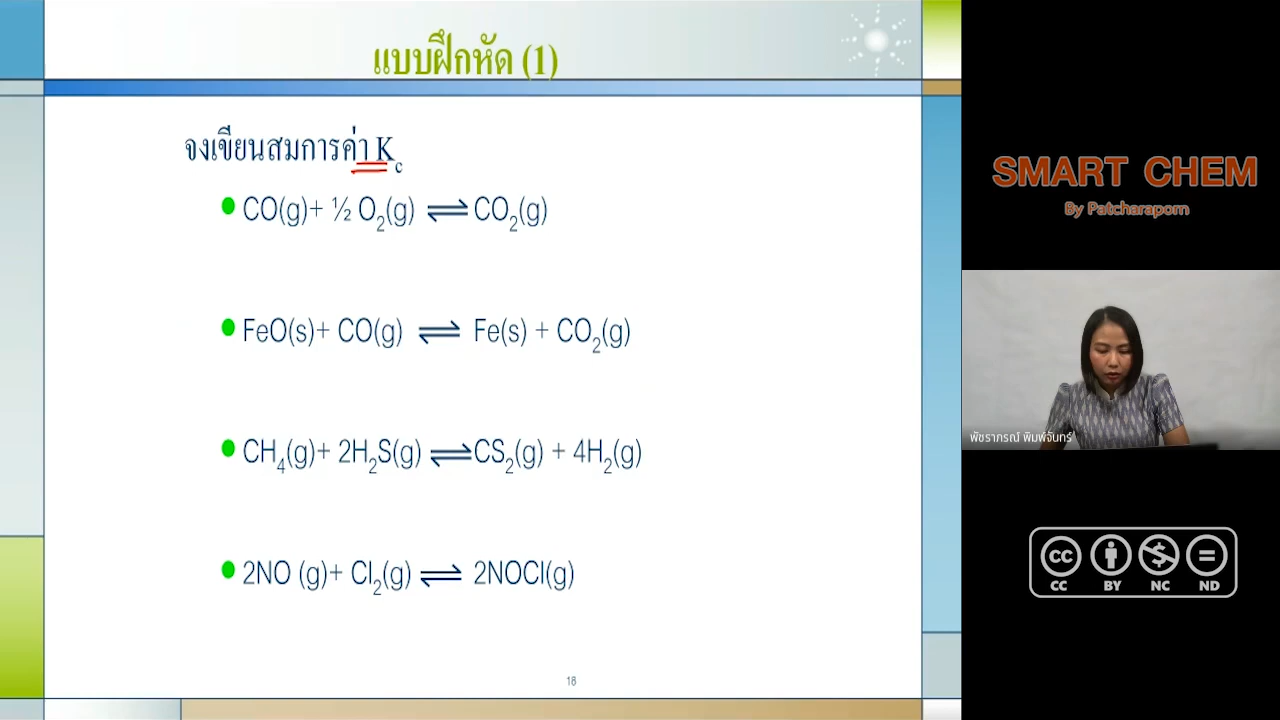 แบบฝึกหัด (1)
จงเขียนสมการค่า Kc
CO(g)+ ½ O2(g) ⇌ CO2(g)
FeO(s)+ CO(g) ⇌ Fe(s) + CO2(g)
CH4(g)+ 2H2S(g) ⇌ CS2(g) + 4H2(g)
2NO (g)+ Cl2(g) ⇌ 2NOCl(g)
18
SMART CHEM
By Patcharaporn
พัชราภรณ์ พิมพ์จันทร์
CC BY NC ND